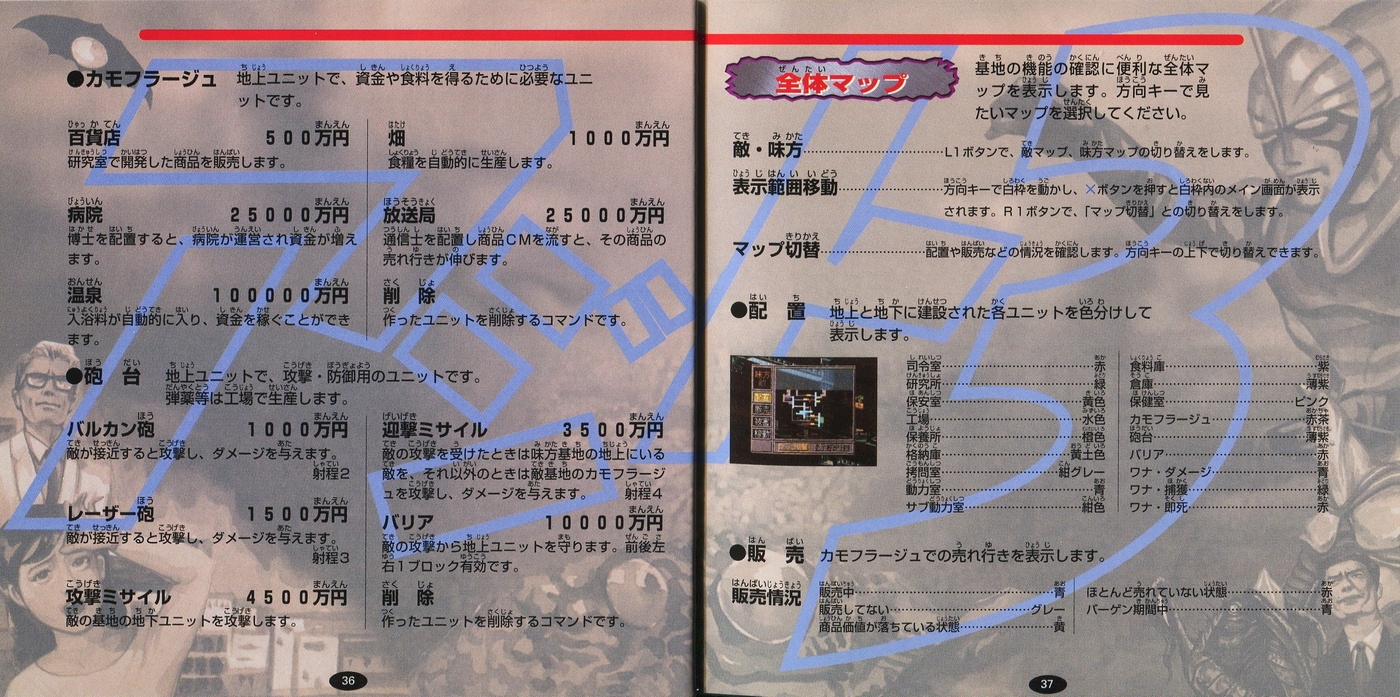 ●カモフラージュ　地上ユニットで、資金や食料を得るために必要なユニ
ットです。
百貨店　500万円
研究室で開発した商品を販売します。
病院　25000万円
博士を配置すると、病院が運営され資金が増え
ます。
温泉　100000万円
入浴料が自動的に入り、資金を稼ぐことができ
ます。
畑　1000万円
食糧を自動的に生産します。
放送局　25000万円
通信士を配置し商品CMを流すと、その商品の
売れ行きが伸びます。
削　除
作ったユニットを削除するコマンドです。
●砲　台　地上ユニットで、攻撃・防御用のユニットです。
弾薬等は工場で生産します。
バルカン砲　1000万円
敵が接近すると攻撃し、ダメージを与えます。
射程2
レーザー砲　1500万円
敵が接近すると攻撃し、ダメージを与えます。
射程3
攻撃ミサイル　4500万円
敵の基地の地下ユニットを攻撃します。
迎撃ミサイル　3500万円
敵の攻撃を受けたときは味方基地の地上にいる
敵を、それ以外のときは敵基地のカモフラージ
ュを攻撃し、ダメージを与えます。　射程4
バリア　10000万円
敵の攻撃から地上ユニットを守ります。前後左
右1ブロック有効です。
削　除
作ったユニットを削除するコマンドです。
36
全体マップ
基地の機能の確認に便利な全体マ
ップを表示します。方向キーで見
たいマップを選択してください。
敵・味方……L1ボタンで、敵マップ、味方マップの切り替えをします。
表示範囲移動……方向キーで白枠を動かし、×ボタンを押すと白枠内のメイン画面が表示
されます。R1ボタンで、「マップ切替」との切り替えをします。
マップ切替……配置や販売などの情況を確認します。方向キーの上下で切り替えできます。
●配　置　地上と地下に建設された各ユニットを色分けして
表示します。
司令室……赤
研究所……緑
保安室……黄色
工場……水色
保養所……橙色
格納庫……黄土色
拷問室……紺グレー
動力室……青
サブ動力室……紺色
食料庫……紫
倉庫……薄紫
保健室……ピンク
カモフラージュ……赤茶
砲台……薄紫
バリア……赤
ワナ・ダメージ……青
ワナ・捕獲……緑
ワナ・即死……赤
●販　売　カモフラージュでの売れ行きを表示します。
販売情況
販売中……青
販売してない……グレー
商品価値が落ちている状態……黄
ほとんど売れていない状態……赤
バーゲン期間中……青
37